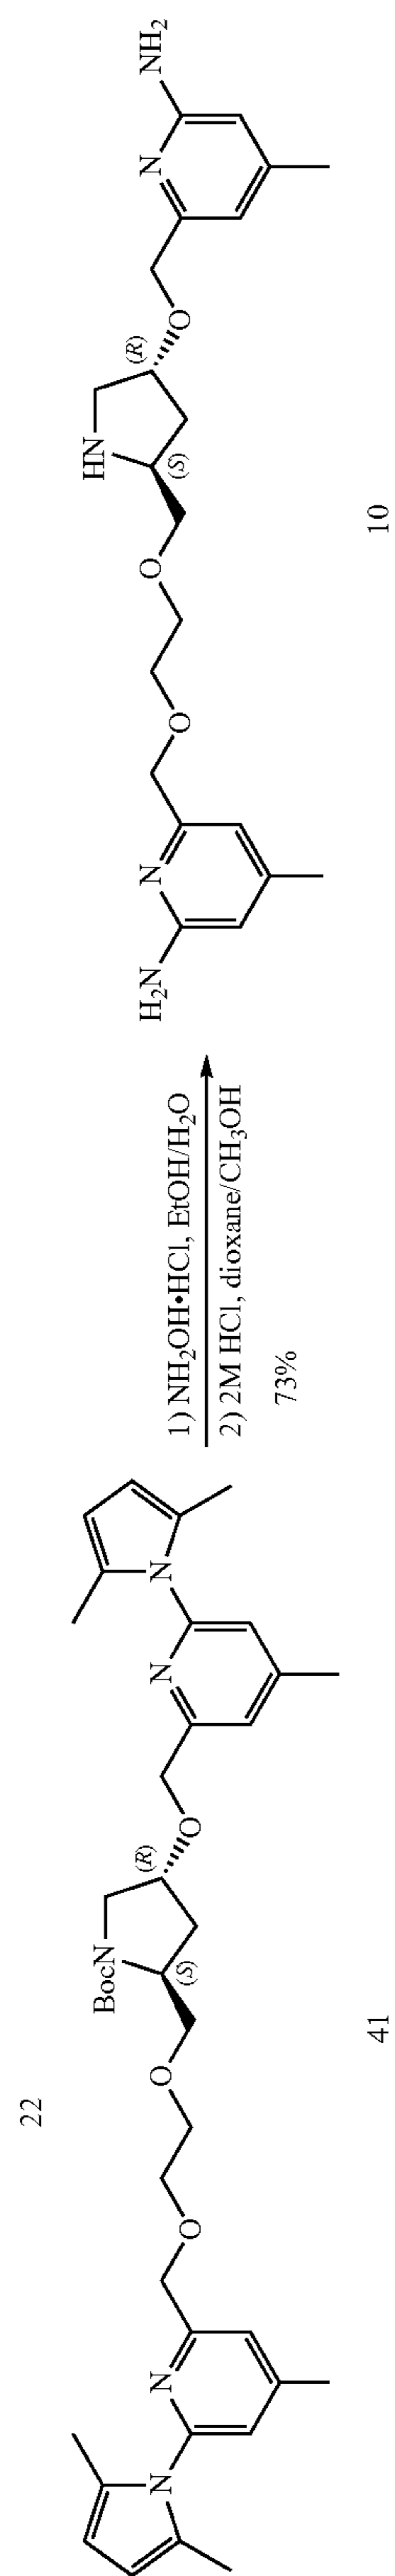 22
N
N
O
O
BocN
(S)
(R)
O
N
N
41
1) NH2OH•HCl, EtOH/H2O
2) 2M HCl, dioxane/CH3OH
73%
H2N
N
O
O
HN
(S)
(R)
O
N
NH2
10